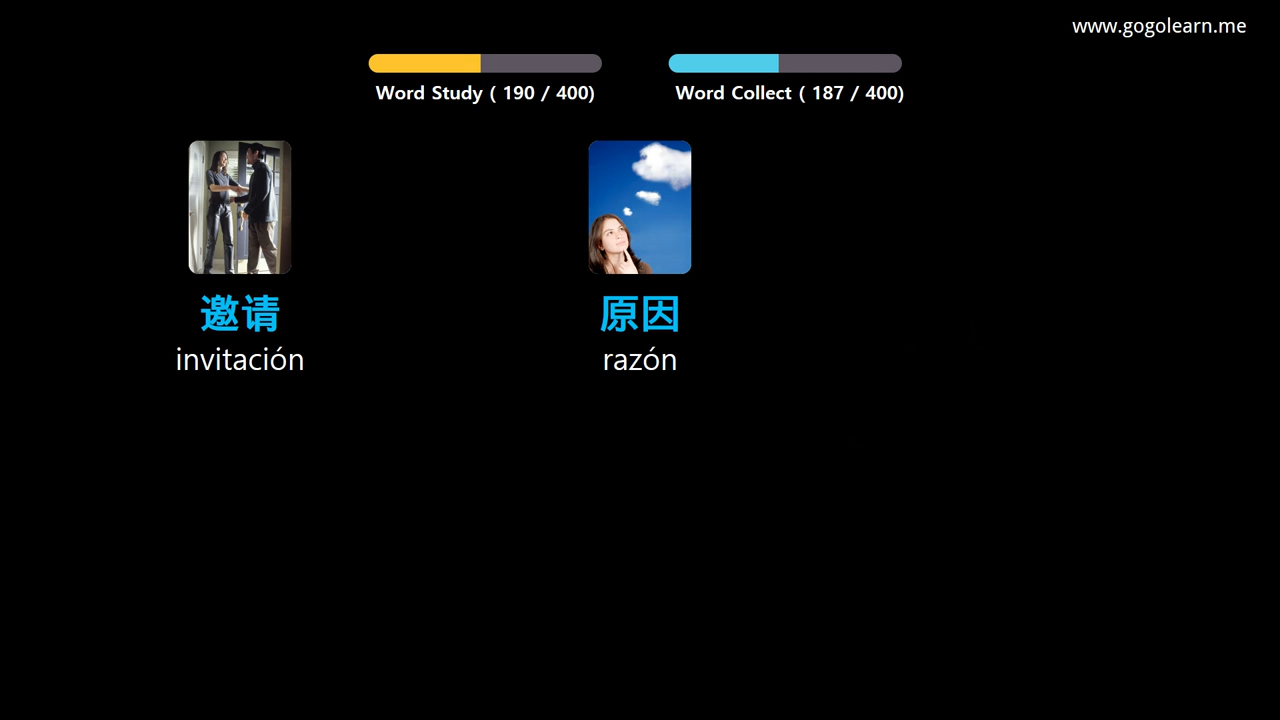 www.gogolearn.me
Word Study ( 190 / 400)
Word Collect ( 187 / 400)
邀请
invitación
原因
razón